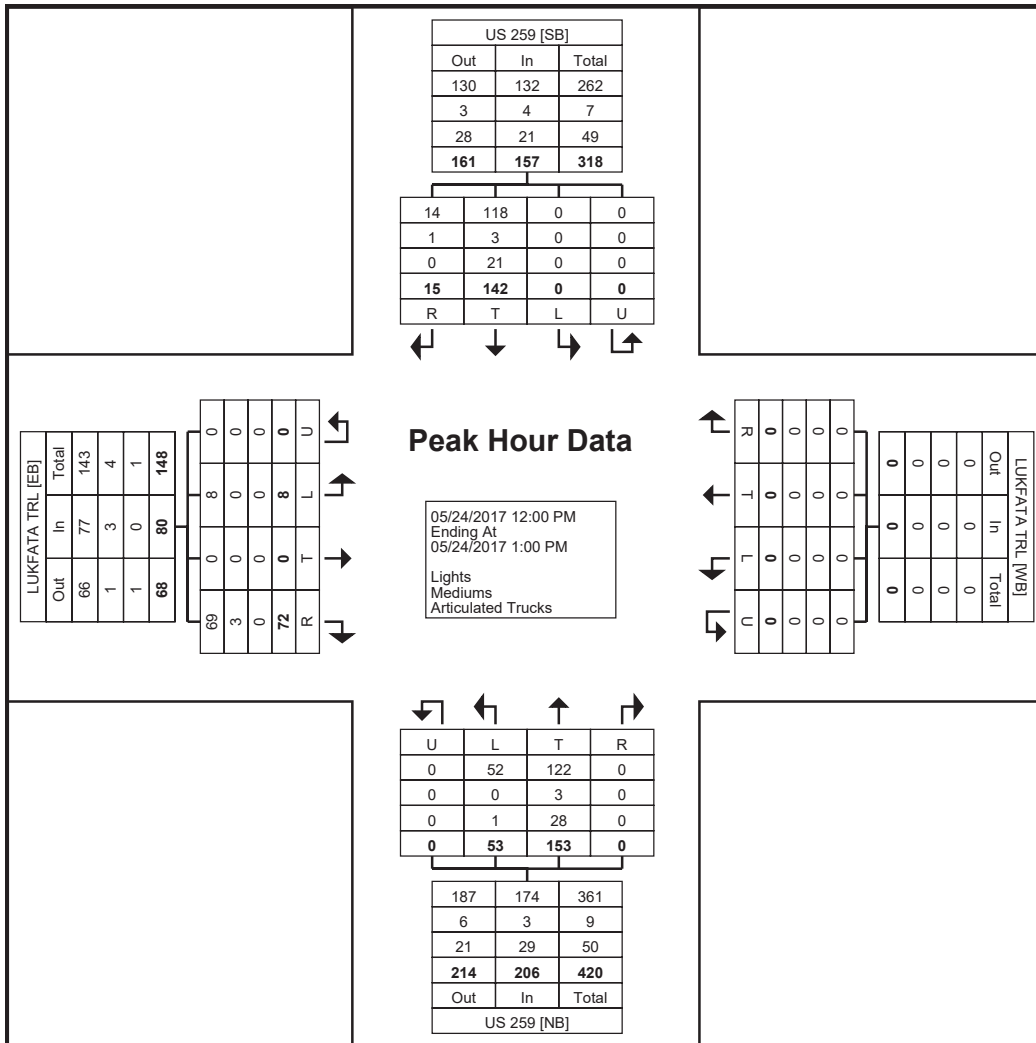 US 259 [SB]
Out In Total
130 132 262
3 4 7
28 21 49
161 157 318
14 118 0 0
1 3 0 0
0 21 0 0
15 142 0 0
R T L U
LUKFATA TRL [EB]
Out In Total
66 77 143
1 3 4
1 0 1
68 80 148
69 0 8 0
3 0 0 0
0 0 0 0
72 0 8 0
R T L U
Peak Hour Data
05/24/2017 12:00 PM
Ending At
05/24/2017 1:00 PM
Lights
Mediums
Articulated Trucks
LUKFATA TRL [WB]
Out In Total
0 0 0
0 0 0
0 0 0
0 0 0
0 0 0 0
0 0 0 0
0 0 0 0
0 0 0 0
R T L U
U L T R
0 52 122 0
0 0 3 0
0 1 28 0
0 53 153 0
187 174 361
6 3 9
21 29 50
214 206 420
Out In Total
US 259 [NB]